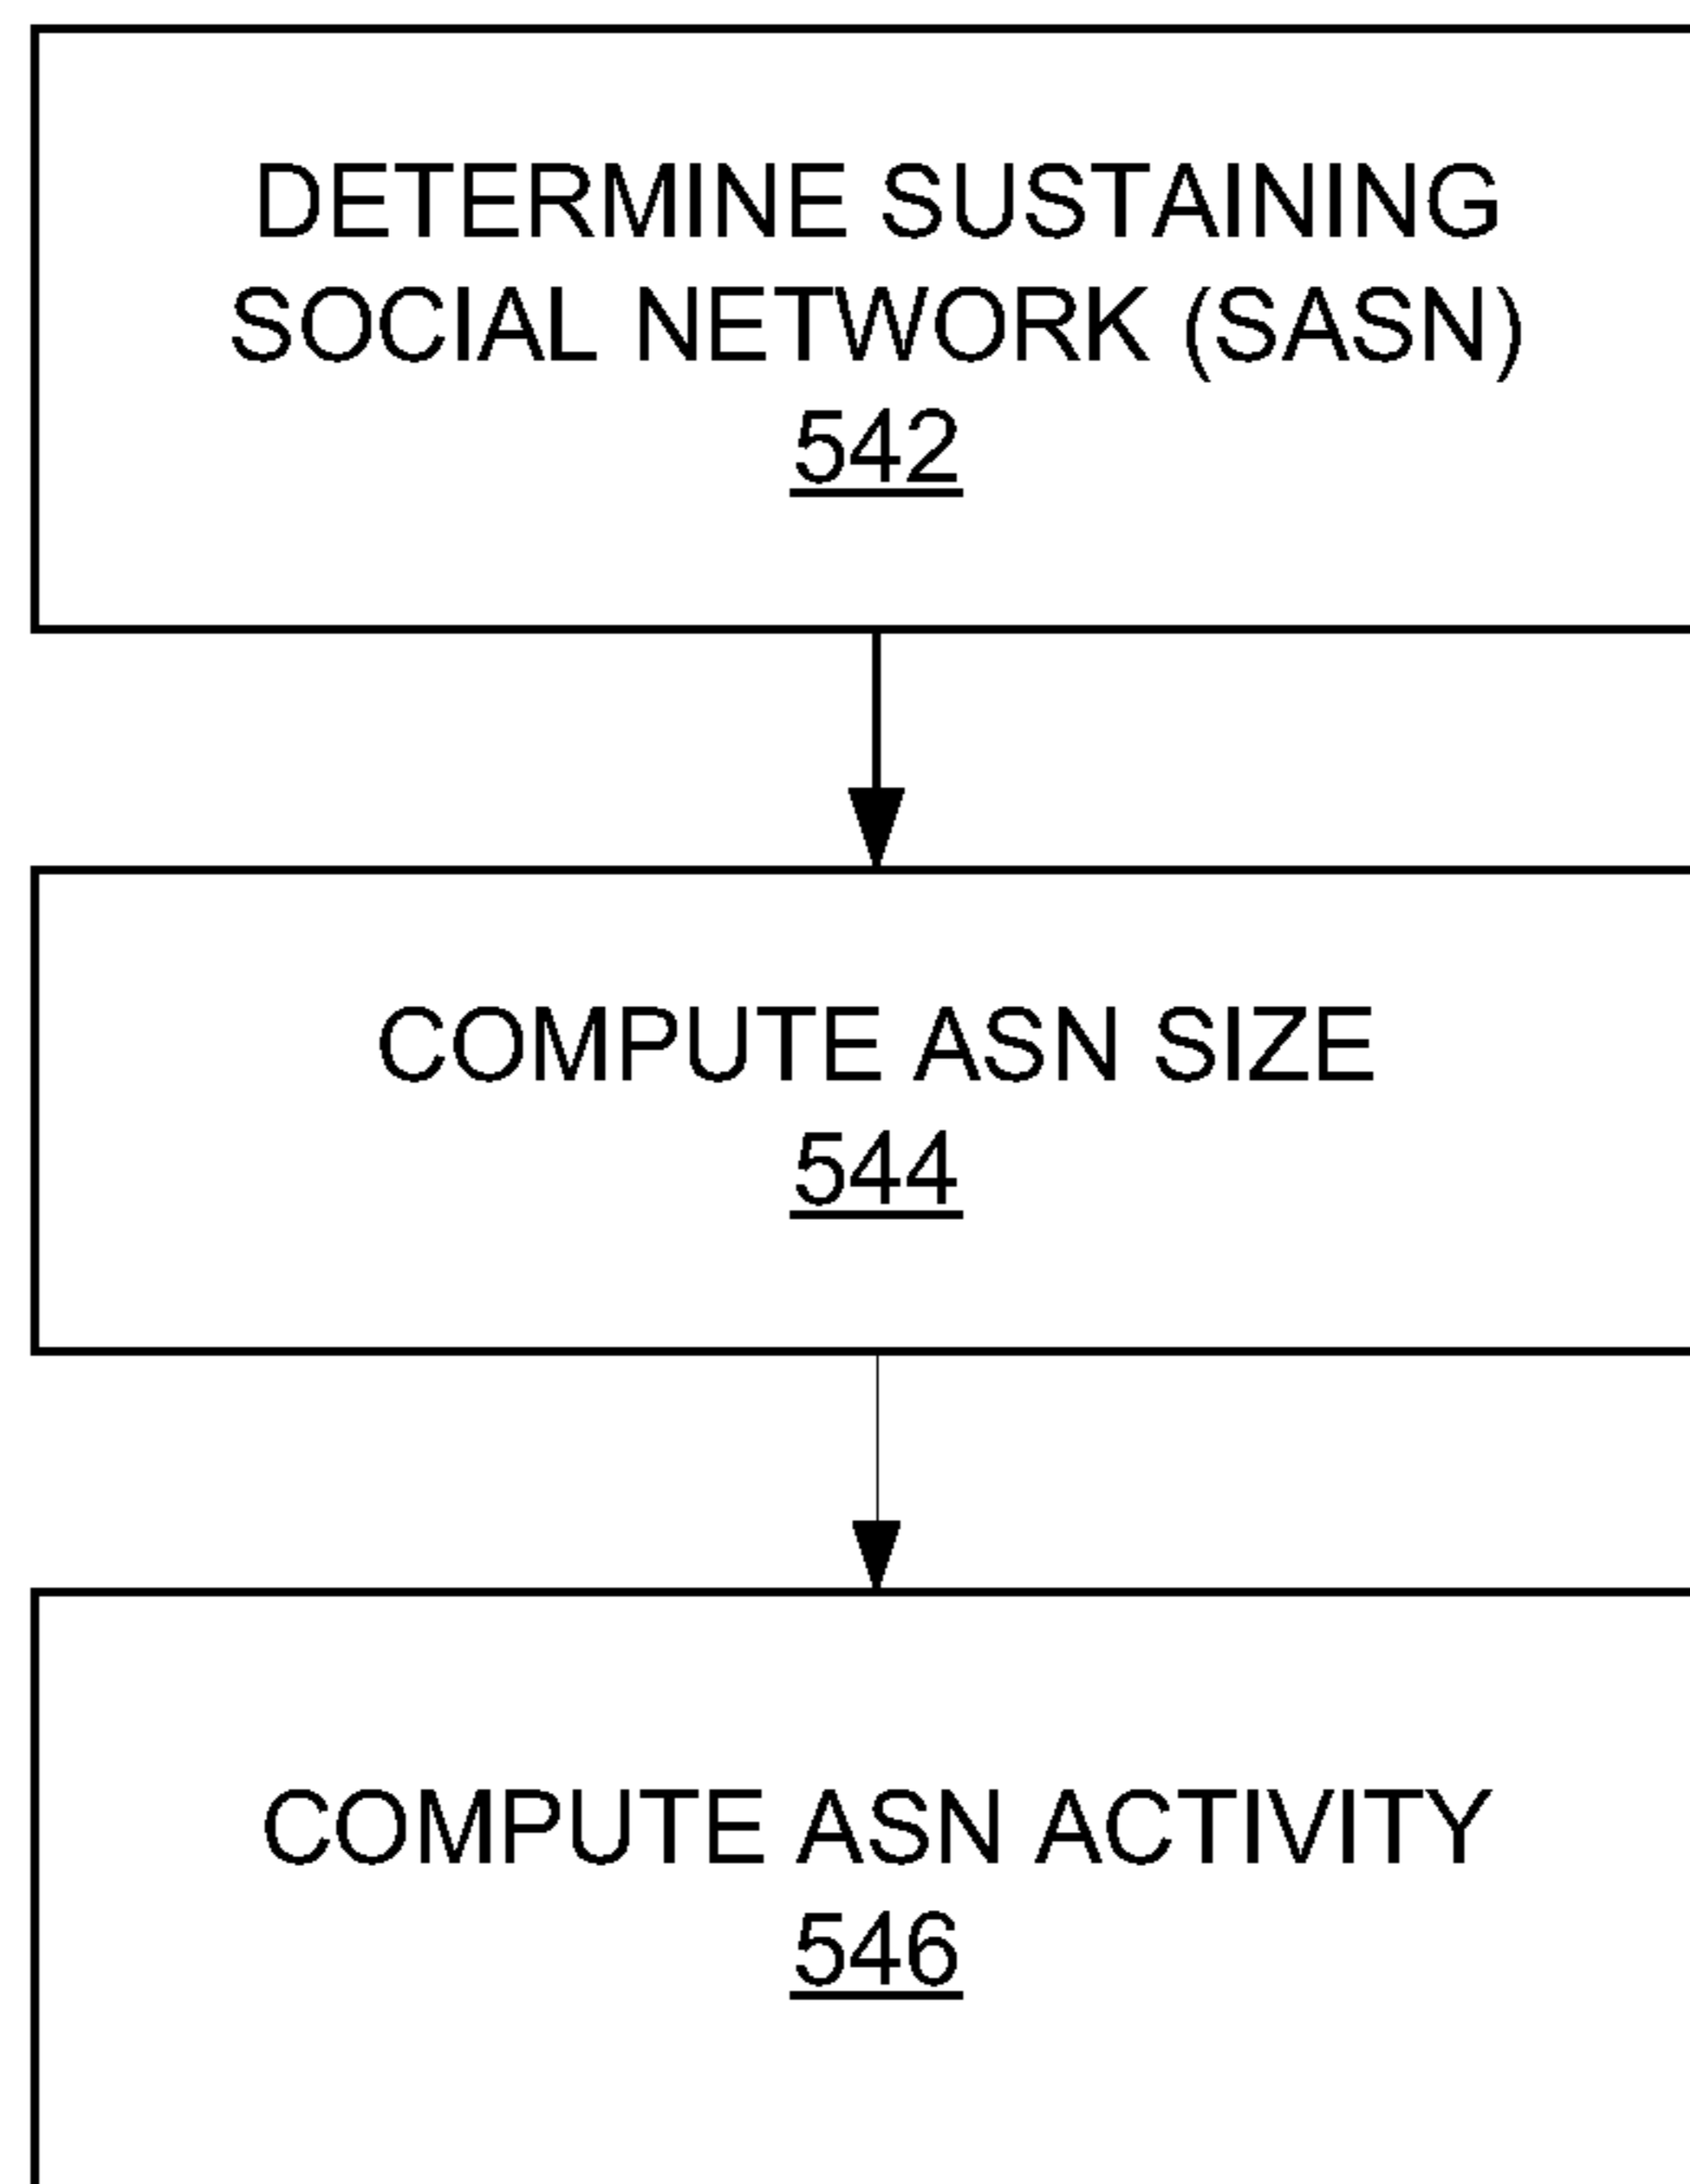 DETERMINE SUSTAINING
SOCIAL NETWORK (SASN)
542
COMPUTE ASN SIZE
544
COMPUTE ASN ACTIVITY
546